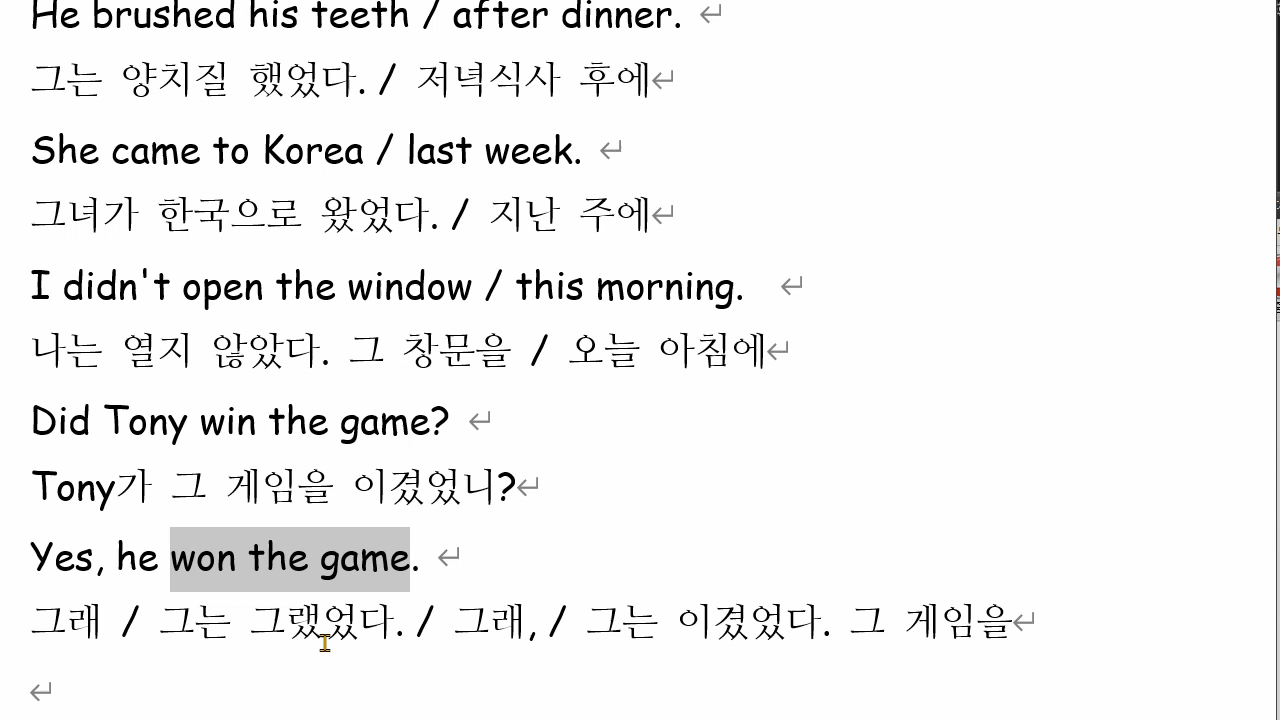 He brushed his teeth / after dinner.
그는 양치질 했었다. / 저녁식사 후에
She came to Korea / last week.
그녀가 한국으로 왔었다. / 지난 주에
I didn't open the window / this morning.
나는 열지 않았다. 그 창문을 / 오늘 아침에
Did Tony win the game?
Tony가 그 게임을 이겼었니?
Yes, he won the game.
그래 / 그는 그랬었다. / 그래, / 그는 이겼었다. 그 게임을